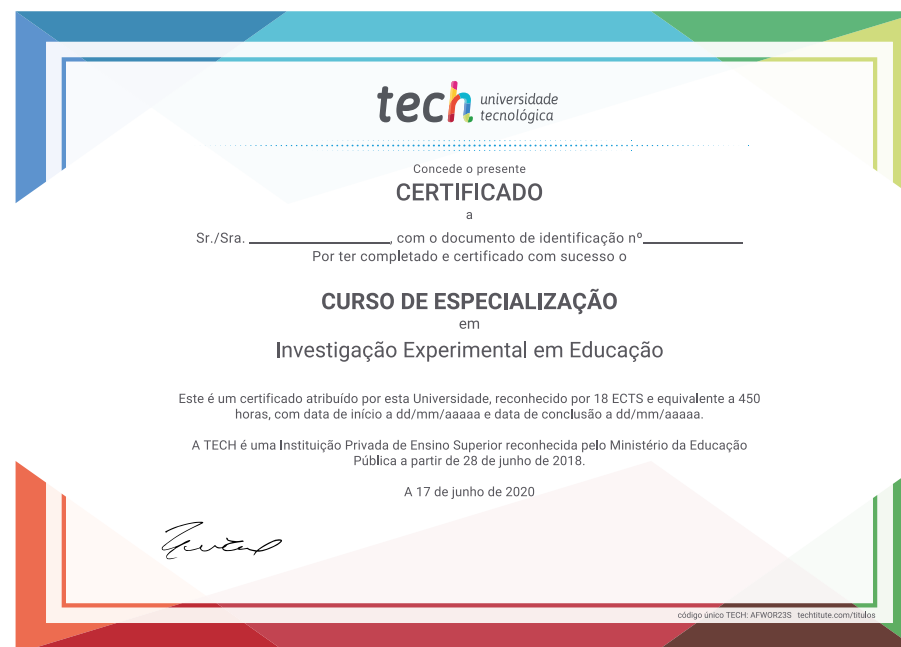 tech universidade
tecnológica
Concede o presente
CERTIFICADO
a
Sr./Sra. ____________________, com o documento de identificação nº______________
Por ter completado e certificado com sucesso o
CURSO DE ESPECIALIZAÇÃO
em
Investigação Experimental em Educação
Este é um certificado atribuído por esta Universidade, reconhecido por 18 ECTS e equivalente a 450
horas, com data de início a dd/mm/aaaaa e data de conclusão a dd/mm/aaaaa.
A TECH é uma Instituição Privada de Ensino Superior reconhecida pelo Ministério da Educação
Pública a partir de 28 de junho de 2018.
A 17 de junho de 2020
código único TECH: AFWOR23S techtitute.com/titulos